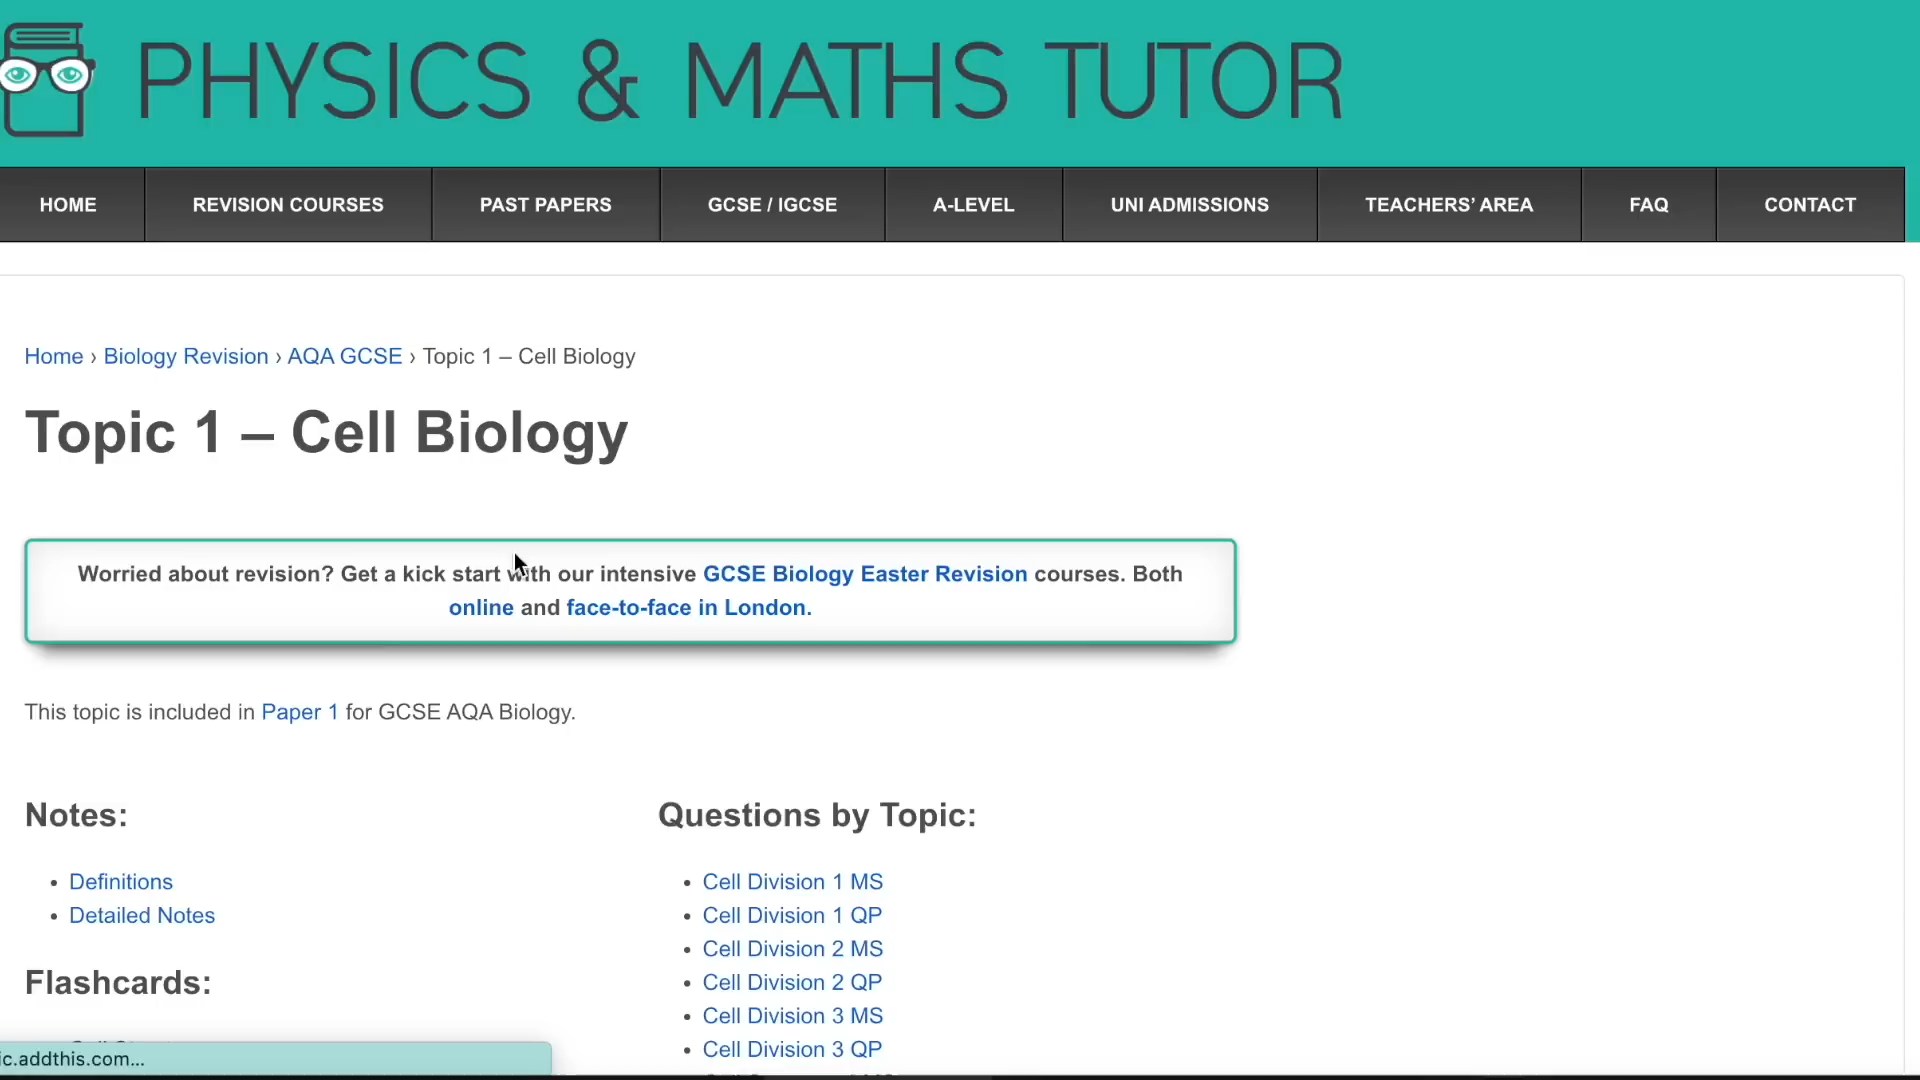 PHYSICS & MATHS TUTOR
HOME REVISION COURSES PAST PAPERS GCSE / IGCSE A-LEVEL UNI ADMISSIONS TEACHERS’ AREA FAQ CONTACT
Home › Biology Revision › AQA GCSE › Topic 1 – Cell Biology
Topic 1 – Cell Biology
Worried about revision? Get a kick start with our intensive GCSE Biology Easter Revision courses. Both
online and face-to-face in London.
This topic is included in Paper 1 for GCSE AQA Biology.
Notes:
Definitions
Detailed Notes
Flashcards:
Questions by Topic:
Cell Division 1 MS
Cell Division 1 QP
Cell Division 2 MS
Cell Division 2 QP
Cell Division 3 MS
Cell Division 3 QP
ic.addthis.com...